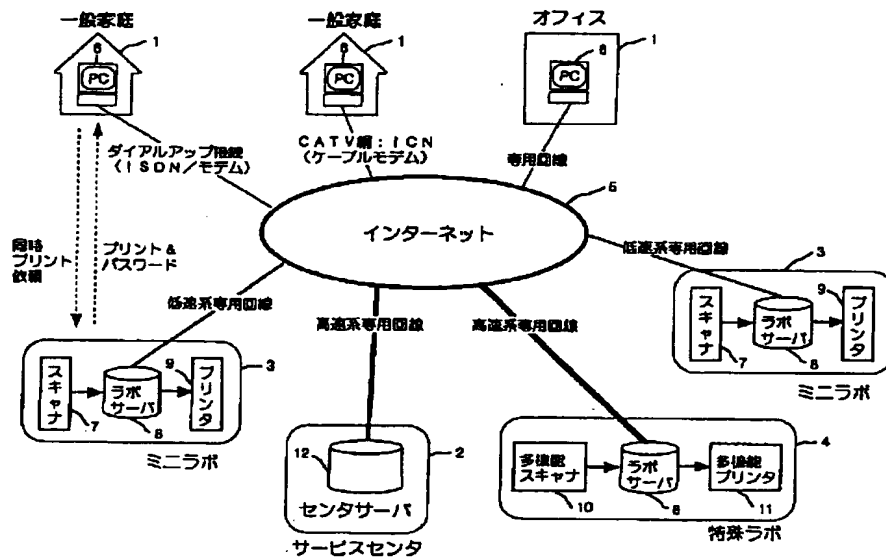 一般家庭
一般家庭
オフィス
1
6
PC
1
6
PC
1
6
PC
ダイアルアップ接続
(ISDN/モデム)
CATV網:ICN
(ケーブルモデム)
専用回線
5
インターネット
同時
プリント
依頼
プリント&
パスワード
低速系専用回線
高速系専用回線
高速系専用回線
低速系専用回線
3
スキャナ
7
ラボ
サーバ
8
9
プリンタ
ミニラボ
3
スキャナ
7
ラボ
サーバ
8
9
プリンタ
ミニラボ
12
2
センタサーバ
サービスセンタ
4
多機能
スキャナ
10
ラボ
サーバ
8
多機能
プリンタ
11
特殊ラボ